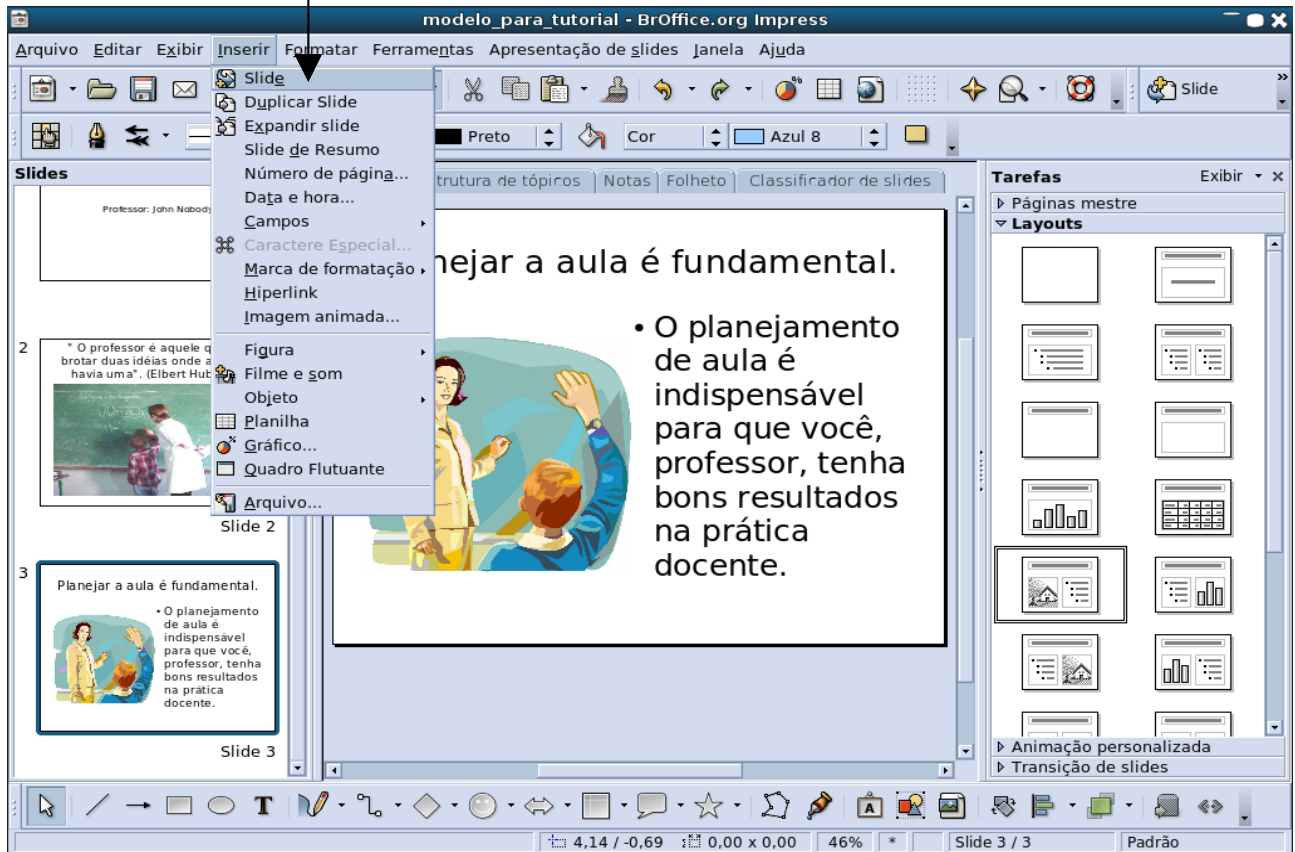 modelo_para_tutorial - BrOffice.org Impress
Arquivo Editar Exibir Inserir Formatar Ferramentas Apresentação de slides Janela Ajuda
Slide
Preto Cor Azul 8
Slide
Duplicar Slide
Expandir slide
Slide de Resumo
Número de página...
Data e hora...
Campos
Caractere Especial...
Marca de formatação
Hiperlink
Imagem animada...
Figura
Filme e som
Objeto
Planilha
Gráfico...
Quadro Flutuante
Arquivo...
Slides
Professor: John Nobody
2
" O professor é aquele q
brotar duas idéias onde a
havia uma". (Elbert Hub
Slide 2
3
Planejar a aula é fundamental.
• O planejamento
de aula é
indispensável
para que você,
professor, tenha
bons resultados
na prática
docente.
Slide 3
trutura de tópicos Notas Folheto Classificador de slides
nejar a aula é fundamental.
• O planejamento
de aula é
indispensável
para que você,
professor, tenha
bons resultados
na prática
docente.
Tarefas Exibir
Páginas mestre
Layouts
Animação personalizada
Transição de slides
4,14 / -0,69 0,00 x 0,00 46% * Slide 3 / 3 Padrão